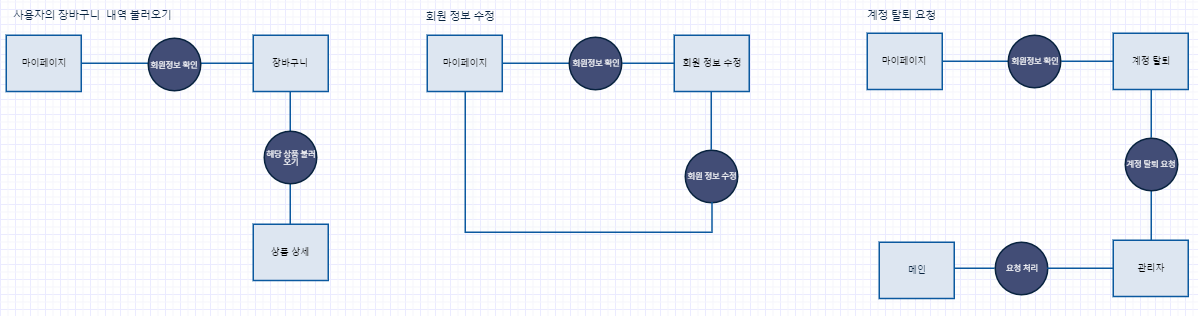 사용자의 장바구니 내역 불러오기
마이페이지
회원정보 확인
장바구니
해당 상품 불러
오기
상품 상세
회원 정보 수정
마이페이지
회원정보 확인
회원 정보 수정
회원 정보 수정
계정 탈퇴 요청
마이페이지
회원정보 확인
계정 탈퇴
계정 탈퇴 요청
관리자
요청 처리
메인